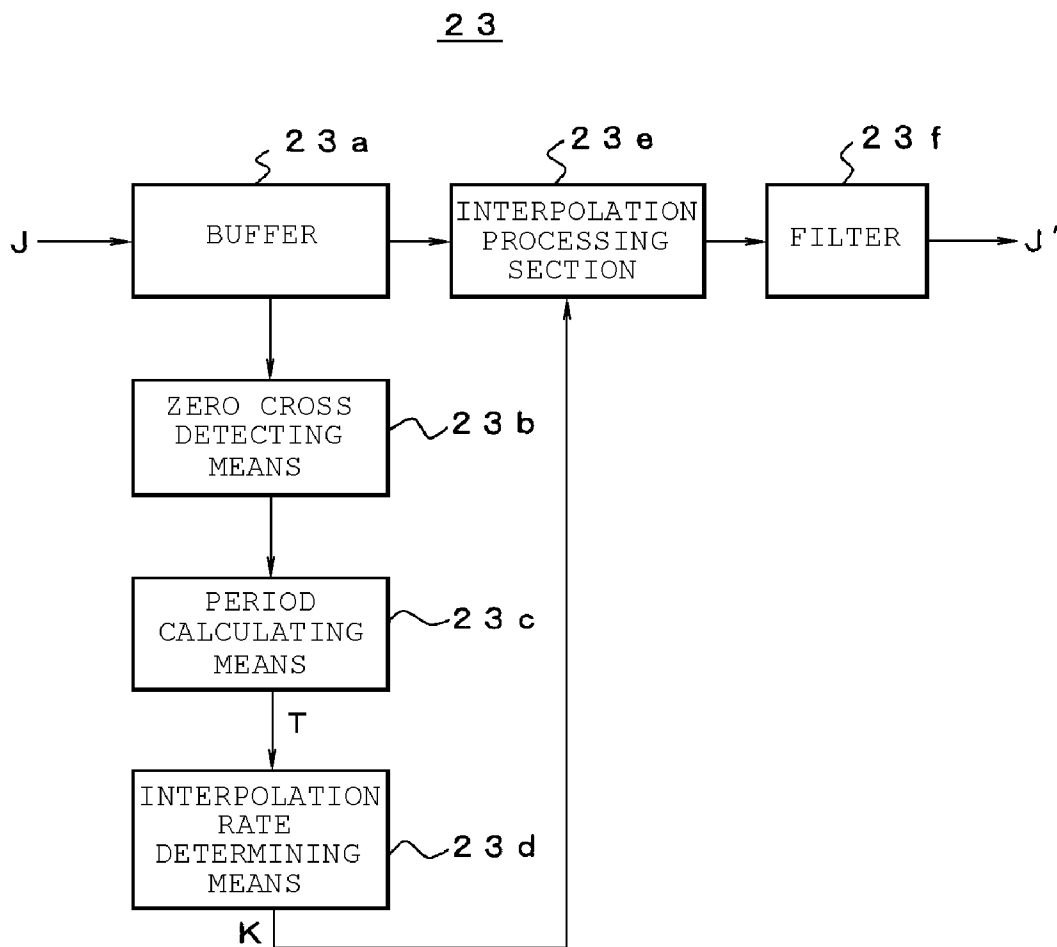 23
23a
23e
23f
J
BUFFER
INTERPOLATION
PROCESSING
SECTION
FILTER
J'
ZERO CROSS
DETECTING
MEANS
23b
PERIOD
CALCULATING
MEANS
23c
T
INTERPOLATION
RATE
DETERMINING
MEANS
23d
K